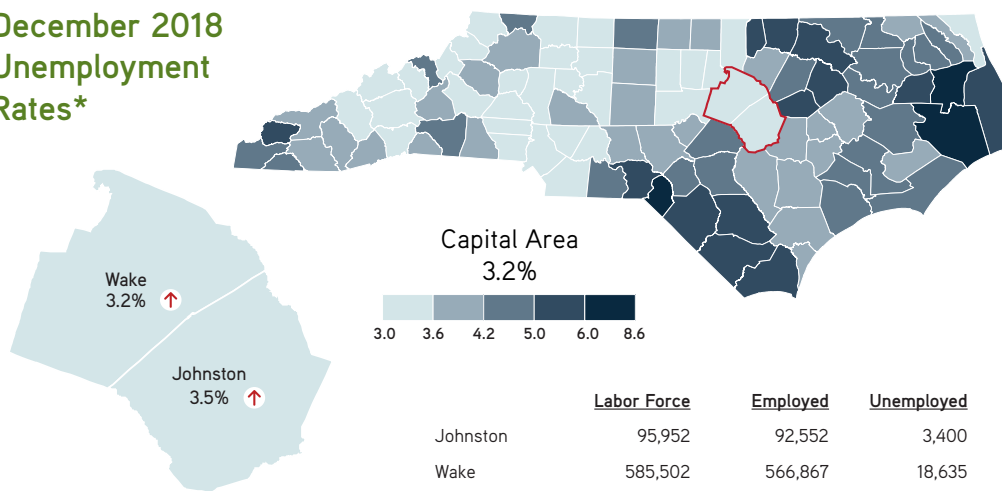 December 2018
Unemployment
Rates*
Capital Area
3.2%
3.0 3.6 4.2 5.0 6.0 8.6
Wake
3.2%
Johnston
3.5%
Labor Force Employed Unemployed
Johnston 95,952 92,552 3,400
Wake 585,502 566,867 18,635